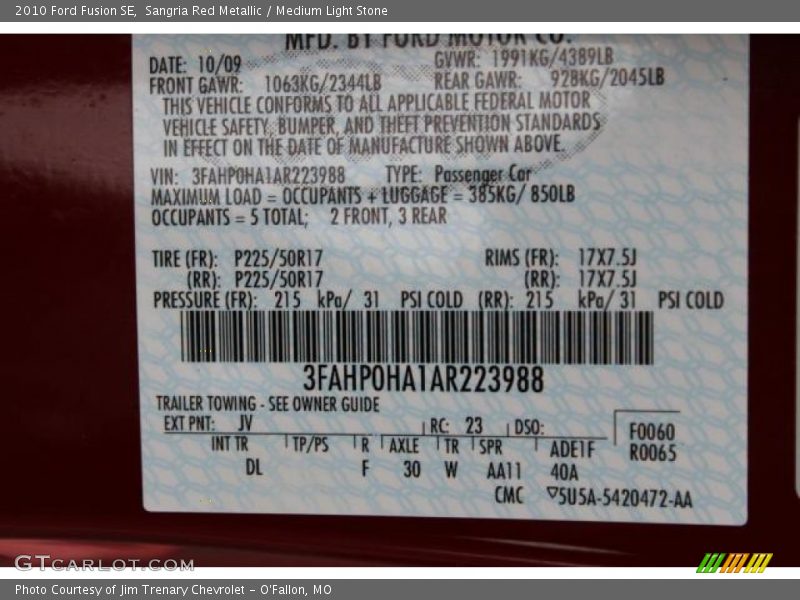 2010 Ford Fusion SE, Sangria Red Metallic / Medium Light Stone
MFD. BY FORD MOTOR CO.
DATE: 10/09 GVWR: 1991KG/4389LB
FRONT GAWR: 1063KG/2344LB REAR GAWR: 928KG/2045LB
THIS VEHICLE CONFORMS TO ALL APPLICABLE FEDERAL MOTOR
VEHICLE SAFETY, BUMPER, AND THEFT PREVENTION STANDARDS
IN EFFECT ON THE DATE OF MANUFACTURE SHOWN ABOVE.
VIN: 3FAHP0HA1AR223988 TYPE: Passenger Car
MAXIMUM LOAD = OCCUPANTS + LUGGAGE = 385KG/ 850LB
OCCUPANTS = 5 TOTAL; 2 FRONT, 3 REAR
TIRE (FR): P225/50R17 RIMS (FR): 17X7.5J
(RR): P225/50R17 (RR): 17X7.5J
PRESSURE (FR): 215 kPa/ 31 PSI COLD (RR): 215 kPa/ 31 PSI COLD
3FAHP0HA1AR223988
TRAILER TOWING - SEE OWNER GUIDE
EXT PNT: JV RC: 23 DSO: F0060
INT TR TP/PS R AXLE TR SPR ADE1F R0065
DL F 30 W AA11 40A
CMC ▽5U5A-5420472-AA
GTCARLOT.COM
Photo Courtesy of Jim Trenary Chevrolet - O'Fallon, MO